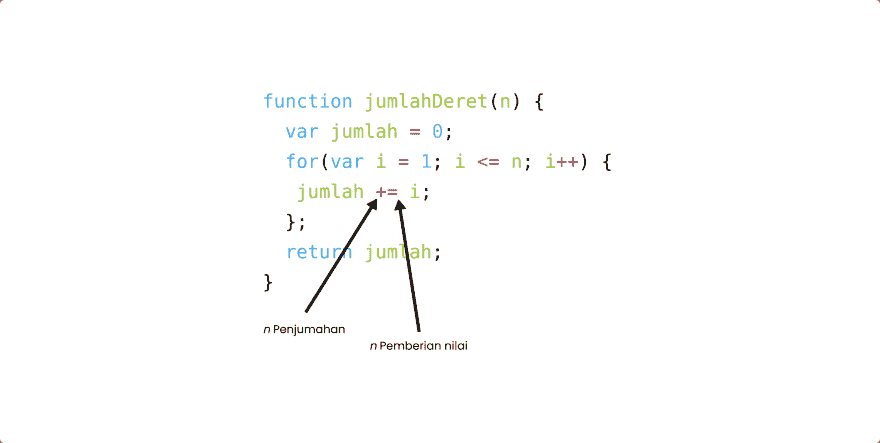 function jumlahDeret(n) {
var jumlah = 0;
for(var i = 1; i <= n; i++) {
jumlah += i;
};
return jumlah;
}
n Penjumahan
n Pemberian nilai